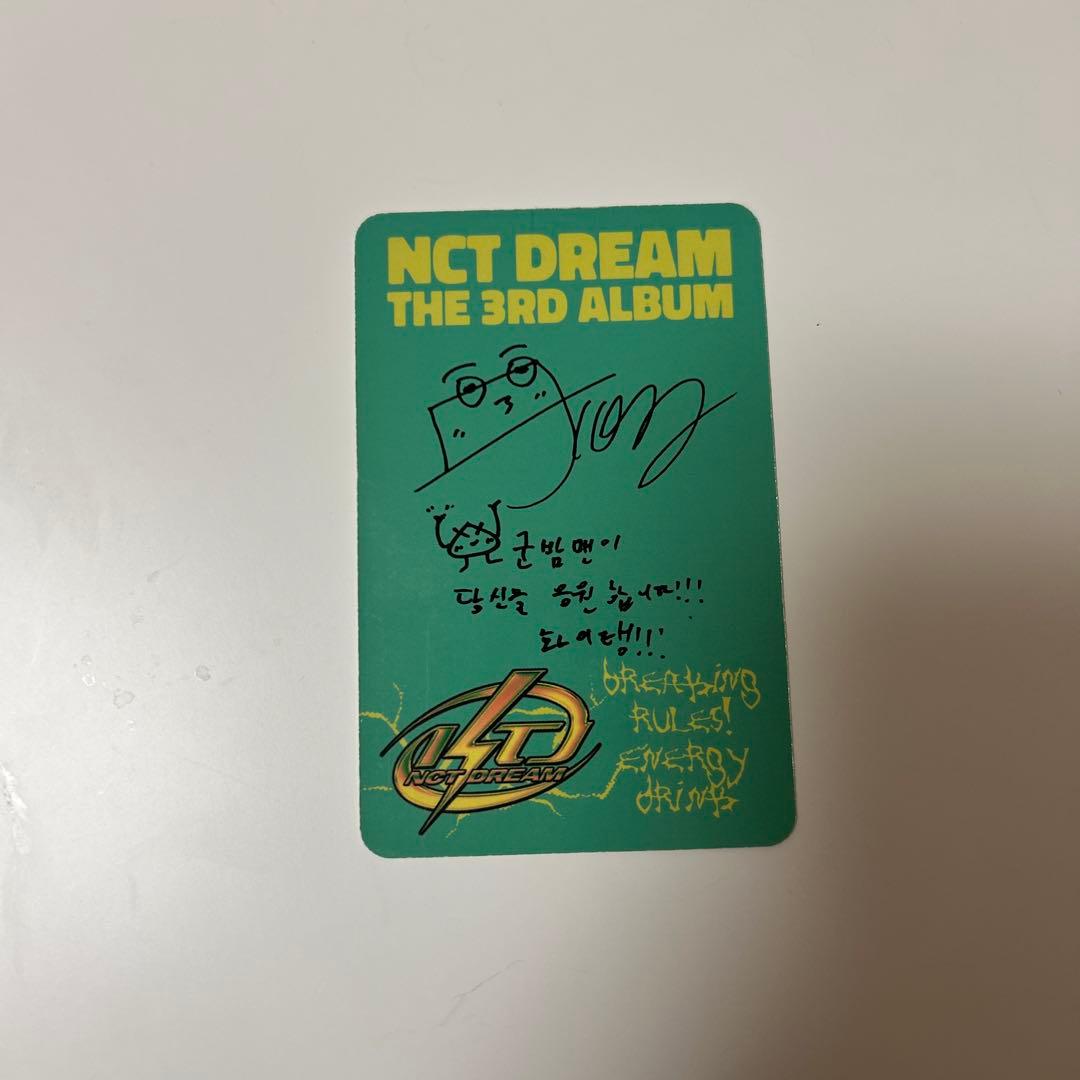 NCT DREAM
THE 3RD ALBUM
군밤맨이
당신을 응원합니다!!!
화이탱!!!
ISTJ
NCT DREAM
BREAKING
RULES!
ENERGY
DRINK